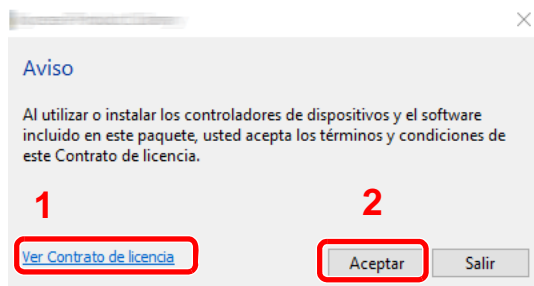 Aviso
Al utilizar o instalar los controladores de dispositivos y el software
incluido en este paquete, usted acepta los términos y condiciones de
este Contrato de licencia.
1
2
Ver Contrato de licencia
Aceptar
Salir